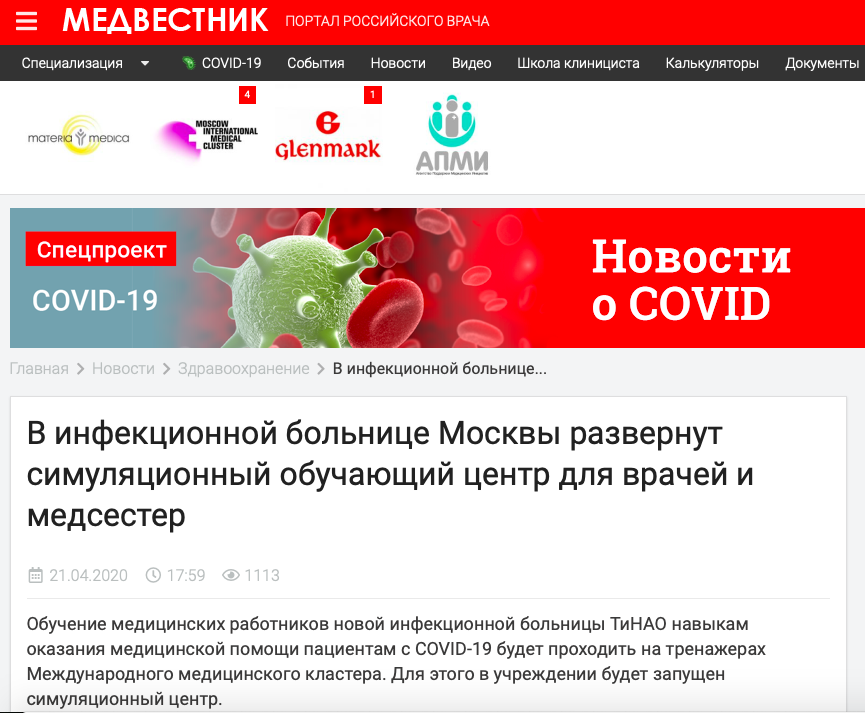 МЕДВЕСТНИК ПОРТАЛ РОССИЙСКОГО ВРАЧА
Специализация COVID-19 События Новости Видео Школа клинициста Калькуляторы Документы
4 1
materia medica
MOSCOW
INTERNATIONAL
MEDICAL
CLUSTER
Glenmark
АПМИ
Спецпроект
COVID-19
Новости
о COVID
Главная Новости Здравоохранение В инфекционной больнице...
В инфекционной больнице Москвы развернут
симуляционный обучающий центр для врачей и
медсестер
21.04.2020 17:59 1113
Обучение медицинских работников новой инфекционной больницы ТиНАО навыкам
оказания медицинской помощи пациентам с COVID-19 будет проходить на тренажерах
Международного медицинского кластера. Для этого в учреждении будет запущен
симуляционный центр.